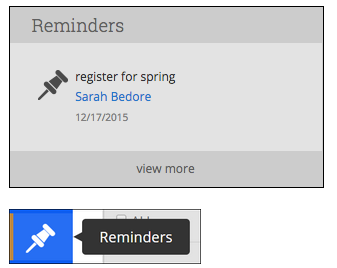 Reminders
register for spring
Sarah Bedore
12/17/2015
view more
Reminders